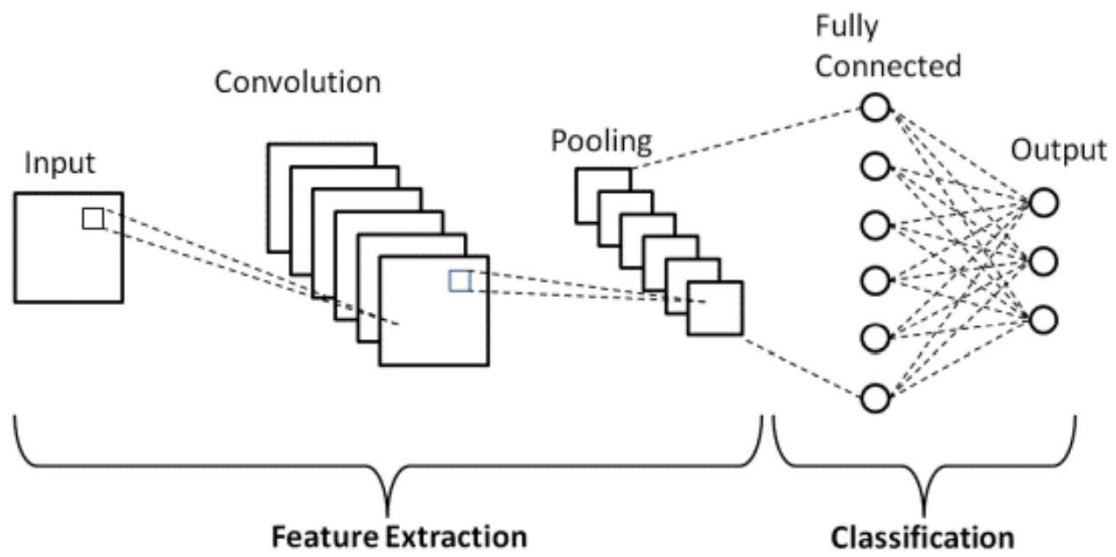 Input
Convolution
Pooling
Fully
Connected
Output
Feature Extraction
Classification